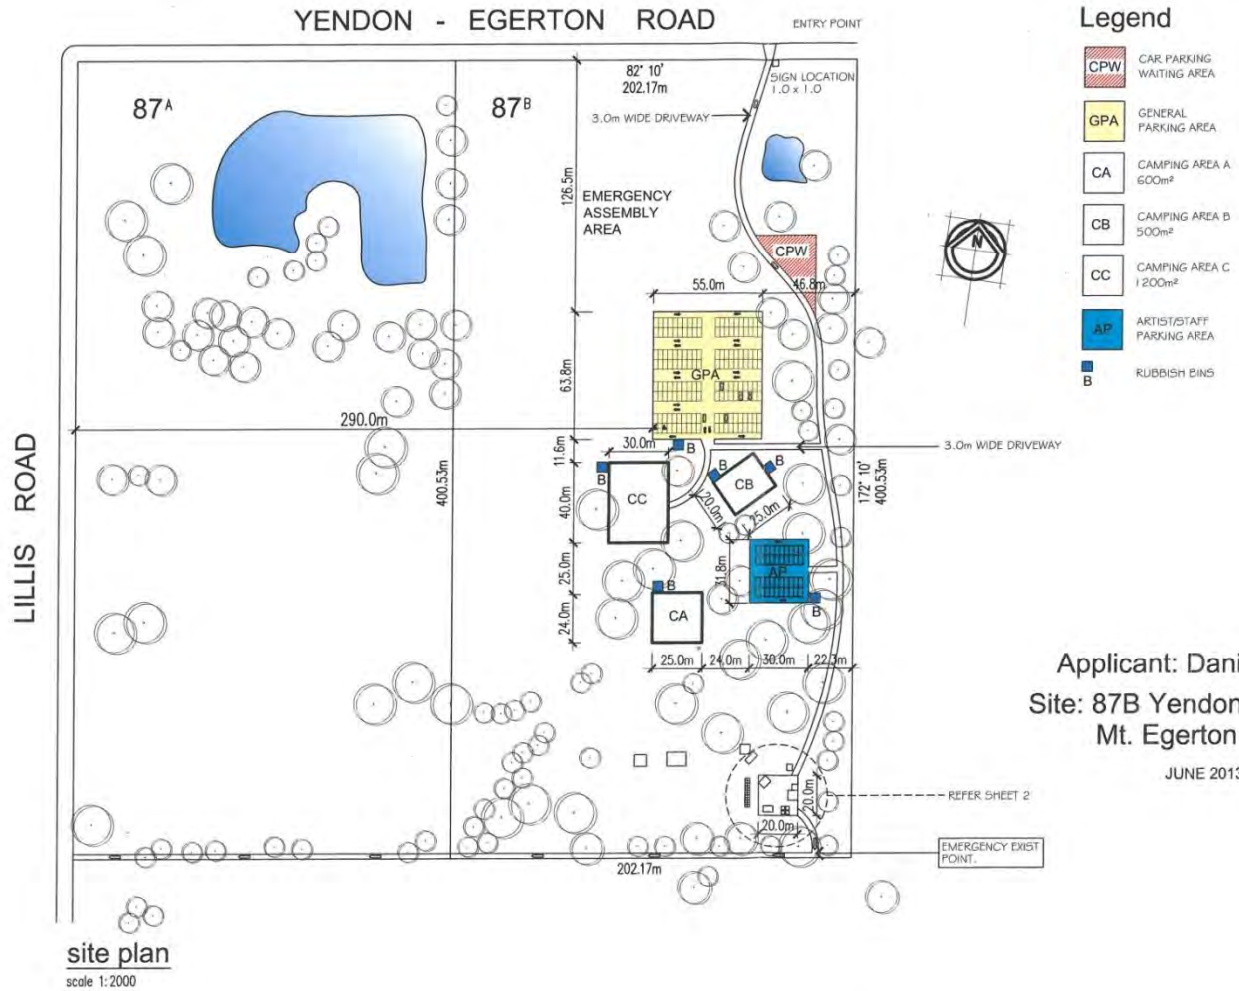 YENDON - EGERTON ROAD
ENTRY POINT
Legend
82° 10'
202.17m
SIGN LOCATION
1.0 x 1.0
CPW
CAR PARKING
WAITING AREA
87A
87B
3.0m WIDE DRIVEWAY
GPA
GENERAL
PARKING AREA
126.5m
EMERGENCY
ASSEMBLY
AREA
CA
CAMPING AREA A
600m²
CB
CAMPING AREA B
500m²
CPW
N
CC
CAMPING AREA C
1200m²
55.0m
46.8m
AP
ARTIST/STAFF
PARKING AREA
B
RUBBISH BINS
63.8m
GPA
290.0m
30.0m
11.6m
B
3.0m WIDE DRIVEWAY
LILLIS ROAD
400.53m
172° 10'
400.53m
B
CC
40.0m
B
B
CB
20.0m
25.0m
25.0m
31.8m
AP
B
B
24.0m
CA
25.0m
24.0m
30.0m
22.3m
Applicant: Dani
Site: 87B Yendon
Mt. Egerton
JUNE 2013
REFER SHEET 2
20.0m
20.0m
EMERGENCY EXIST
POINT.
202.17m
site plan
scale 1:2000